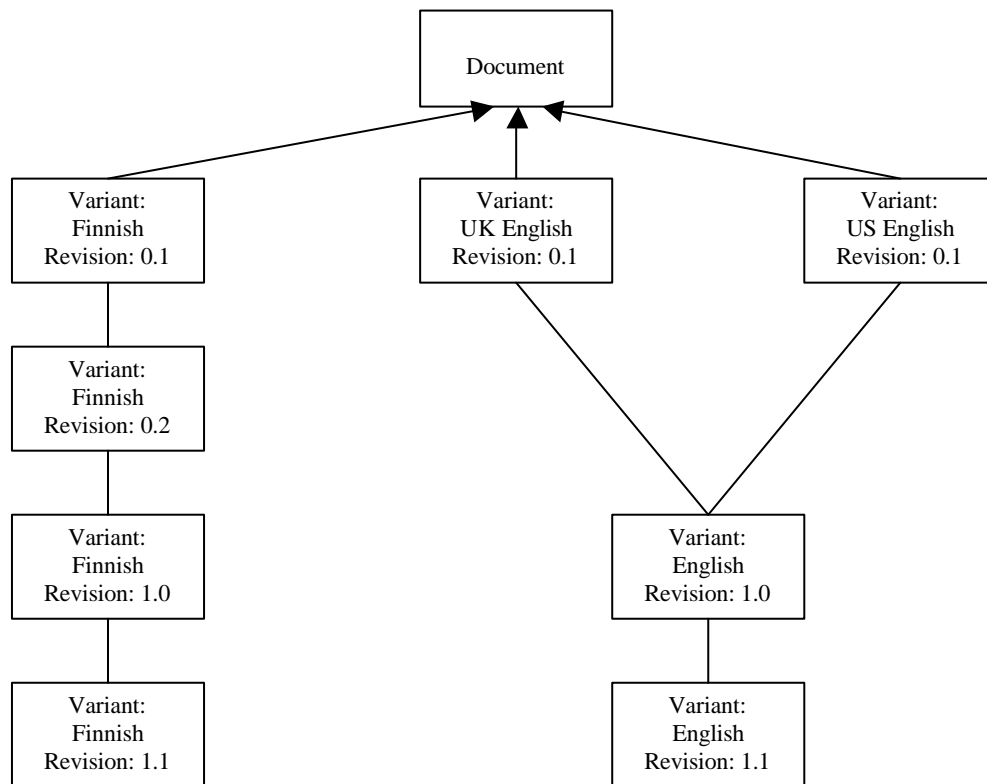 Document
Variant:
Finnish
Revision: 0.1
Variant:
UK English
Revision: 0.1
Variant:
US English
Revision: 0.1
Variant:
Finnish
Revision: 0.2
Variant:
Finnish
Revision: 1.0
Variant:
English
Revision: 1.0
Variant:
Finnish
Revision: 1.1
Variant:
English
Revision: 1.1